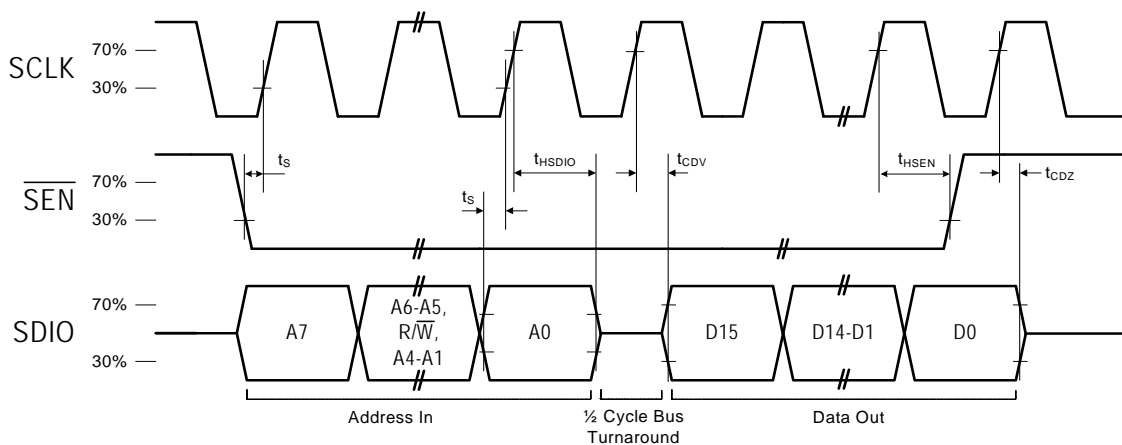 SCLK
70%
30%
SEN
70%
30%
tS
tHSDIO
tCDV
tHSEN
tCDZ
tS
SDIO
70%
30%
A7
A6-A5,
R/W,
A4-A1
A0
D15
D14-D1
D0
Address In
½ Cycle Bus
Turnaround
Data Out